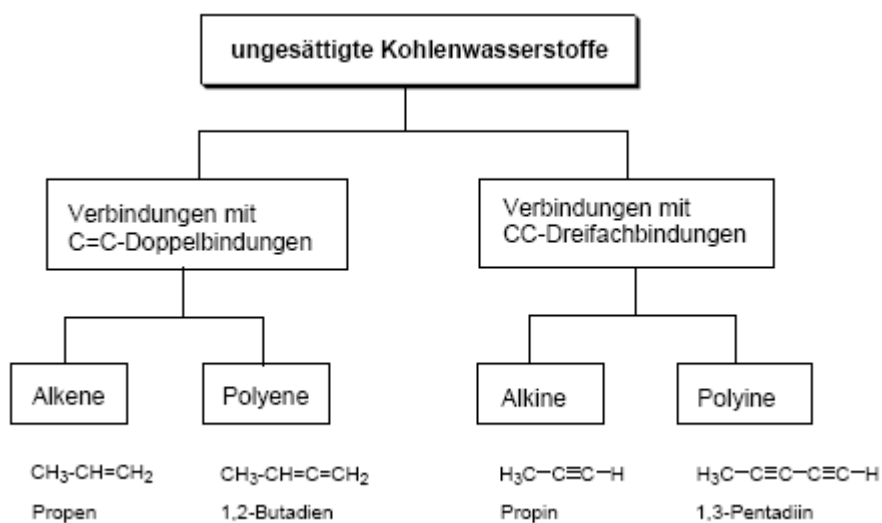 ungesättigte Kohlenwasserstoffe
Verbindungen mit
C=C-Doppelbindungen
Verbindungen mit
CC-Dreifachbindungen
Alkene
Polyene
Alkine
Polyine
CH₃-CH=CH₂
CH₃-CH=C=CH₂
H₃C−C≡C−H
H₃C−C≡C−C≡C−H
Propen
1,2-Butadien
Propin
1,3-Pentadiin